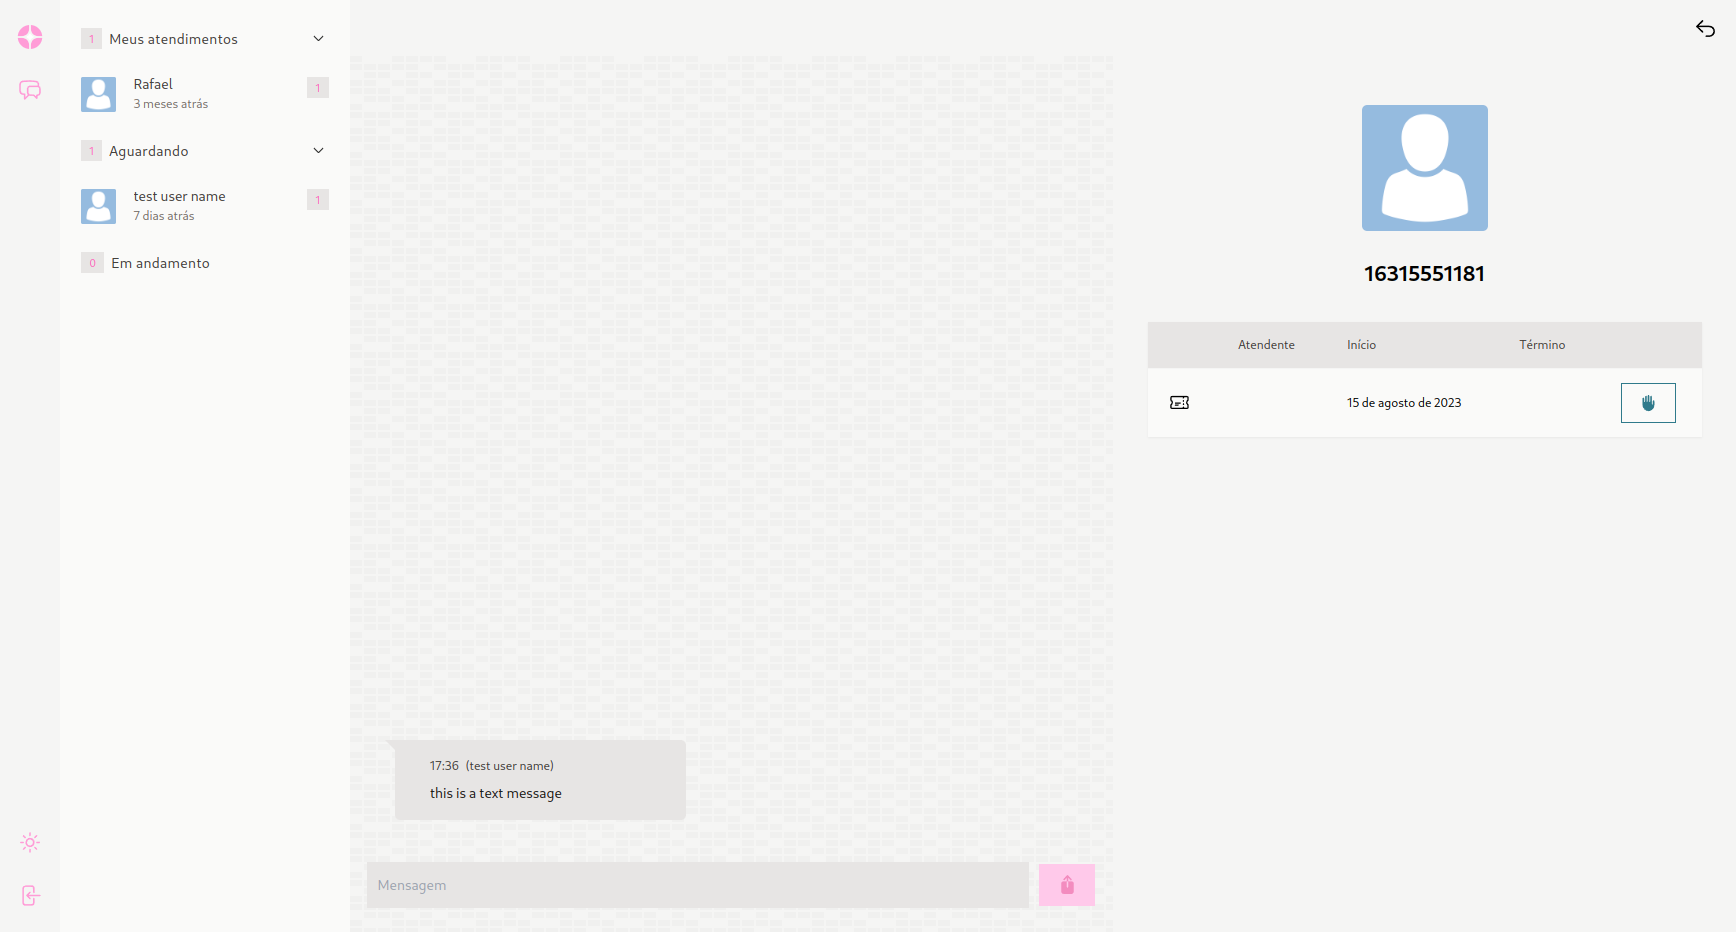 1 Meus atendimentos
Rafael 1
3 meses atrás
1 Aguardando
test user name 1
7 dias atrás
0 Em andamento
17:36 (test user name)
this is a text message
Mensagem
16315551181
Atendente Início Término
15 de agosto de 2023